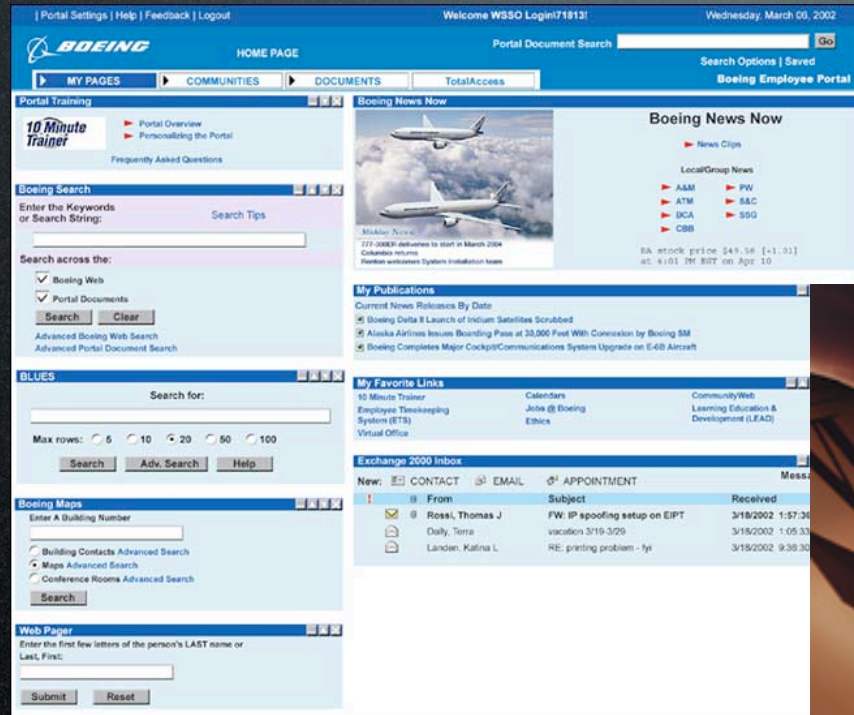 | Portal Settings | Help | Feedback | Logout
Welcome WSSO Login!71813!
Wednesday, March 06, 2002
BOEING
HOME PAGE
Portal Document Search
Go
Search Options | Saved
MY PAGES
COMMUNITIES
DOCUMENTS
TotalAccess
Boeing Employee Portal
Portal Training
10 Minute
Trainer
Portal Overview
Personalizing the Portal
Frequently Asked Questions
Boeing Search
Enter the Keywords
or Search String:
Search Tips
Search across the:
Boeing Web
Portal Documents
Search
Clear
Advanced Boeing Web Search
Advanced Portal Document Search
BLUES
Search for:
Max rows: 5 10 20 50 100
Search
Adv. Search
Help
Boeing Maps
Enter A Building Number
Building Contacts Advanced Search
Maps Advanced Search
Conference Rooms Advanced Search
Search
Web Pager
Enter the first few letters of the person's LAST name or
Last, First:
Submit
Reset
Boeing News Now
Midday News
777-300ER deliveries to start in March 2004
Columbia returns
Renton welcomes System Installation team
Boeing News Now
News Clips
Local/Group News
A&M
PW
ATM
S&C
BCA
SSG
CBB
BA stock price [49.58 [-1.01]
at 4:01 PM EST on Apr 10
My Publications
Current News Releases By Date
Boeing Delta II Launch of Iridium Satellites Scrubbed
Alaska Airlines Issues Boarding Pass at 30,000 Feet With Connexion by Boeing SM
Boeing Completes Major Cockpit/Communications System Upgrade on E-6B Aircraft
My Favorite Links
10 Minute Trainer
Calendars
CommunityWeb
Employee Timekeeping
System (ETS)
Jobs @ Boeing
Learning Education &
Development (LEAD)
Virtual Office
Ethics
Exchange 2000 Inbox
New: CONTACT EMAIL APPOINTMENT
Messa
! From Subject Received
Rossi, Thomas J FW: IP spoofing setup on EIPT 3/18/2002 1:57:36
Daily, Terra vacation 3/19-3/29 3/18/2002 1:05:33
Landen, Katina L RE: printing problem - fyi 3/18/2002 9:36:30